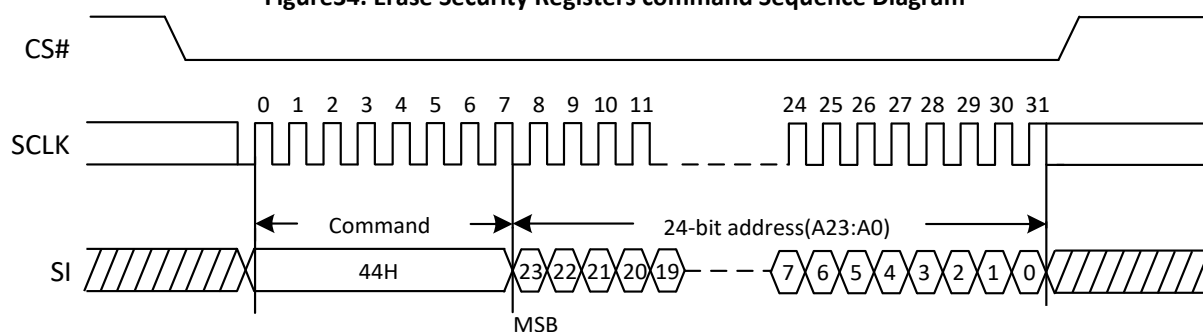 Figure34. Erase Security Registers command Sequence Diagram
CS#
0 1 2 3 4 5 6 7 8 9 10 11 24 25 26 27 28 29 30 31
SCLK
Command 24-bit address(A23:A0)
SI 44H 23 22 21 20 19 7 6 5 4 3 2 1 0
MSB